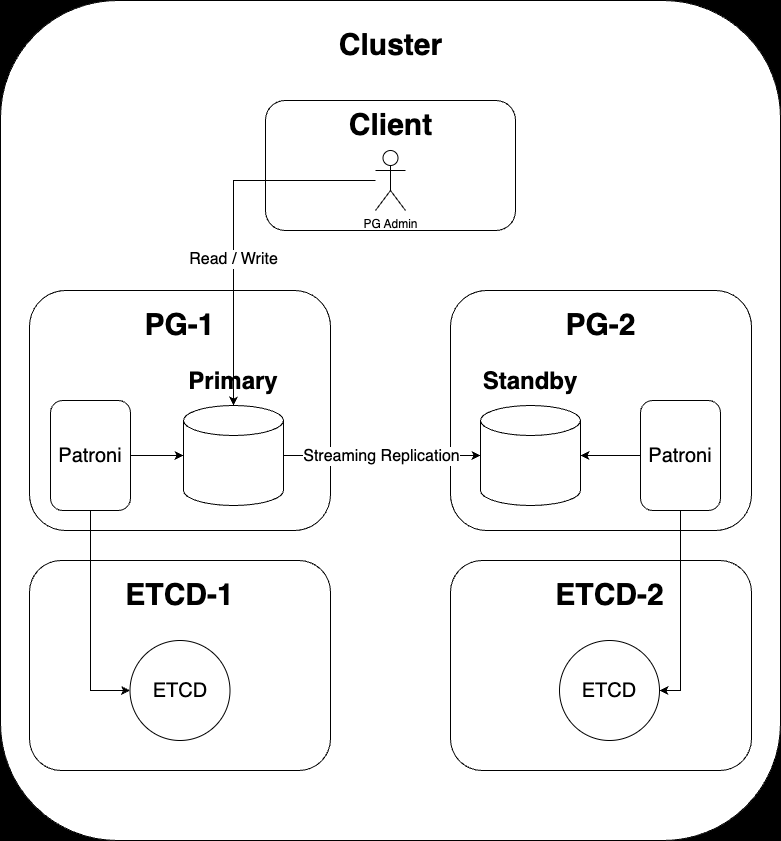 Cluster
Client
PG Admin
Read / Write
PG-1
PG-2
Primary
Standby
Patroni
Streaming Replication
Patroni
ETCD-1
ETCD-2
ETCD
ETCD